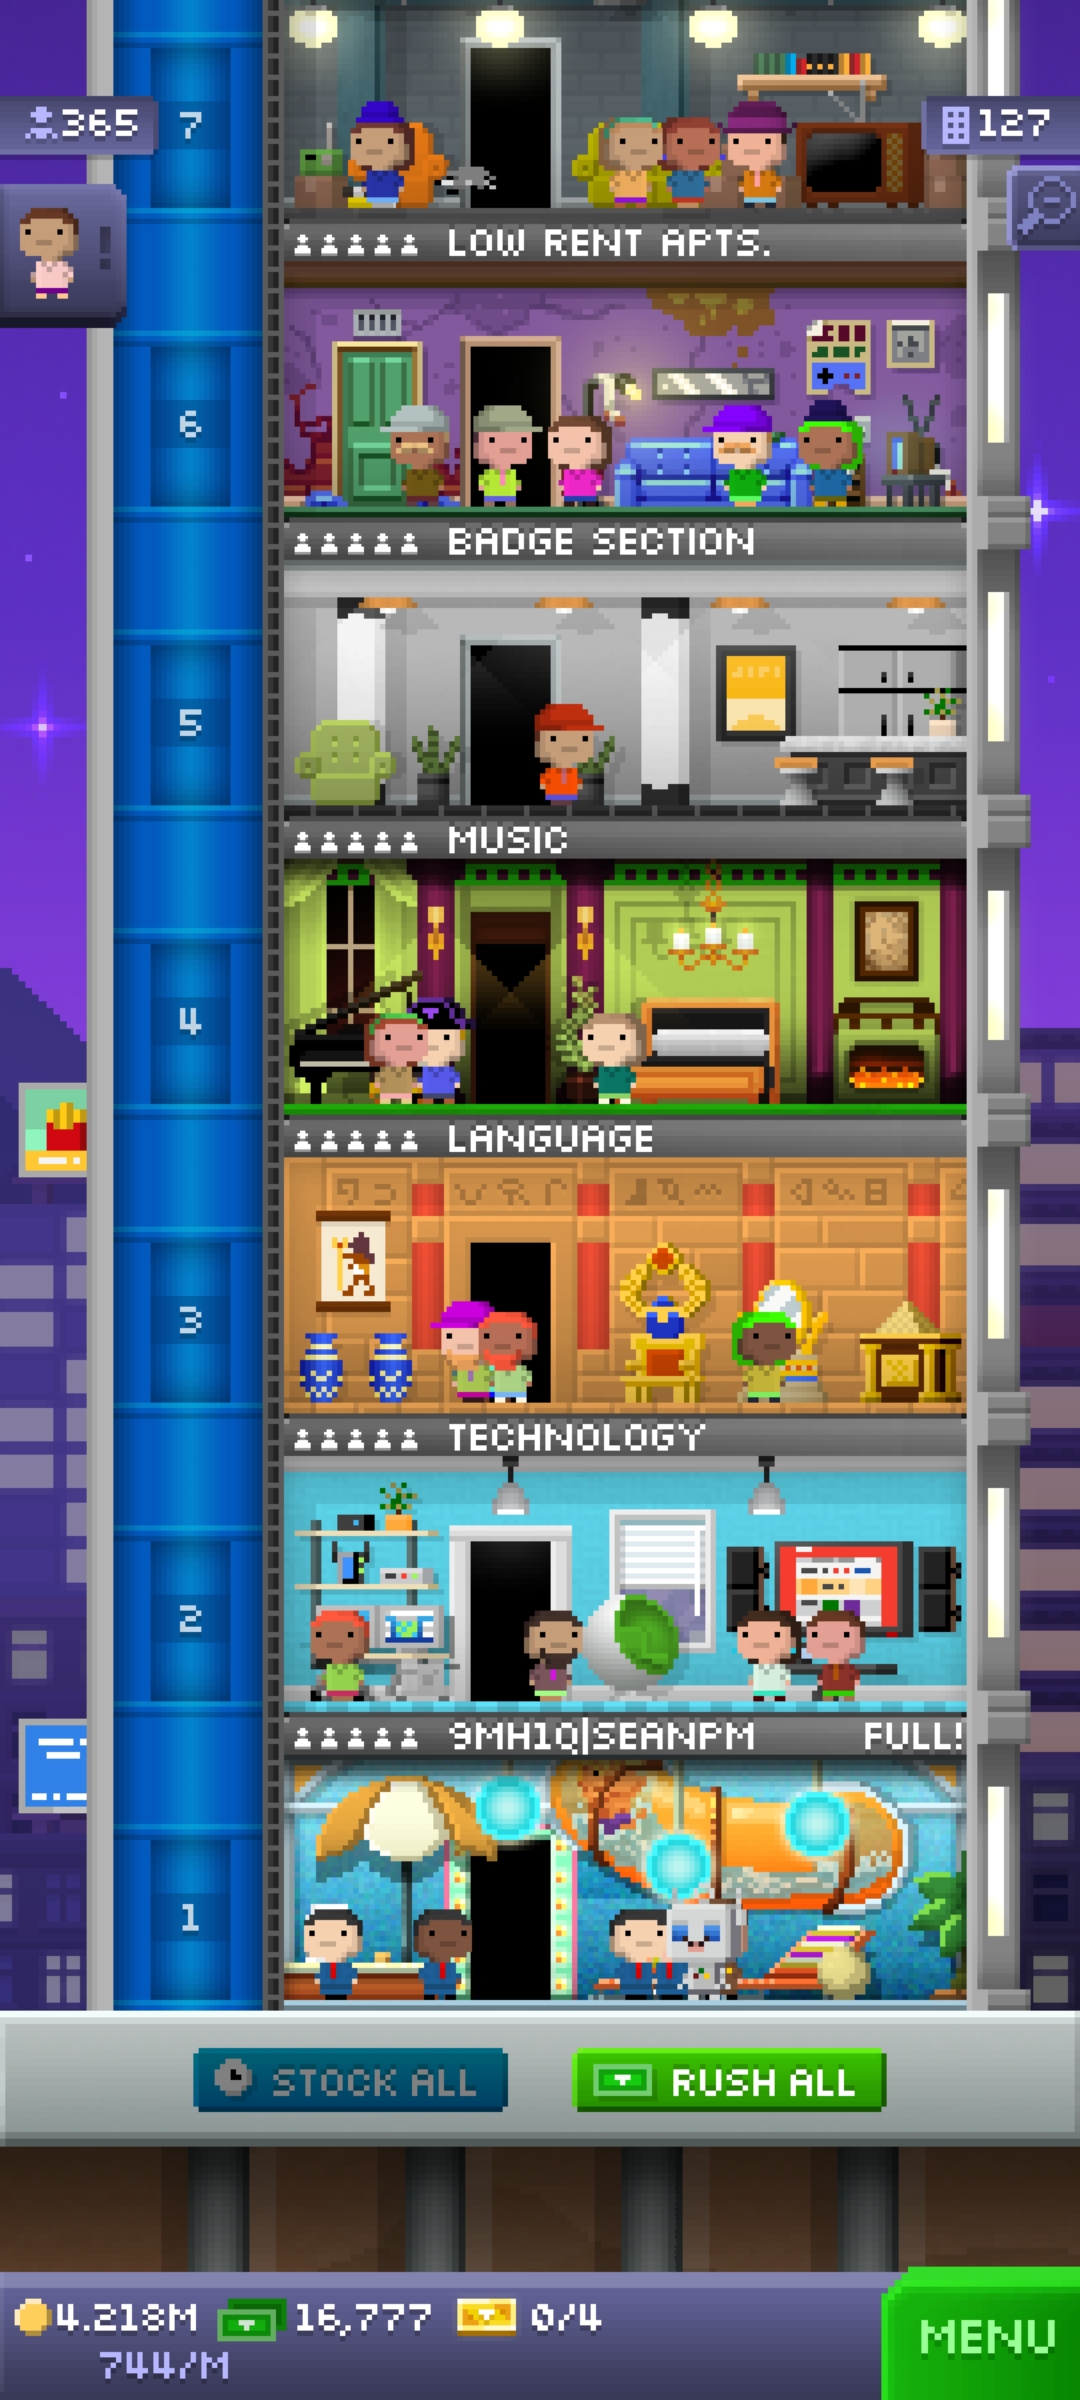 365
7
127
LOW RENT APTS.
6
BADGE SECTION
5
MUSIC
4
LANGUAGE
3
TECHNOLOGY
2
9MH1Q|SEANPM FULL!
1
STOCK ALL
RUSH ALL
4.218M 16,777 0/4
744/M
MENU